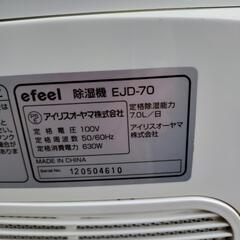 efeel 除湿機 EJD-70
PS E
アイリスオーヤマ株式会社
定格電圧 100V
定格周波数 50/60Hz
定格消費電力 630W
定格除湿能力
7.0L/日
アイリスオーヤマ株式会社
MADE IN CHINA
Serial No. 120504610